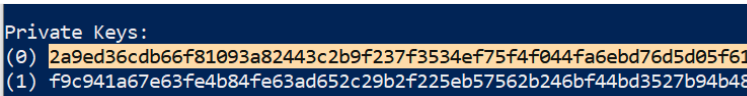 Private Keys:
(0) 2a9ed36cdb66f81093a82443c2b9f237f3534ef75f4f044fa6ebd76d5d05f61
(1) f9c941a67e63fe4b84fe63ad652c29b2f225eb57562b246bf44bd3527b94b48